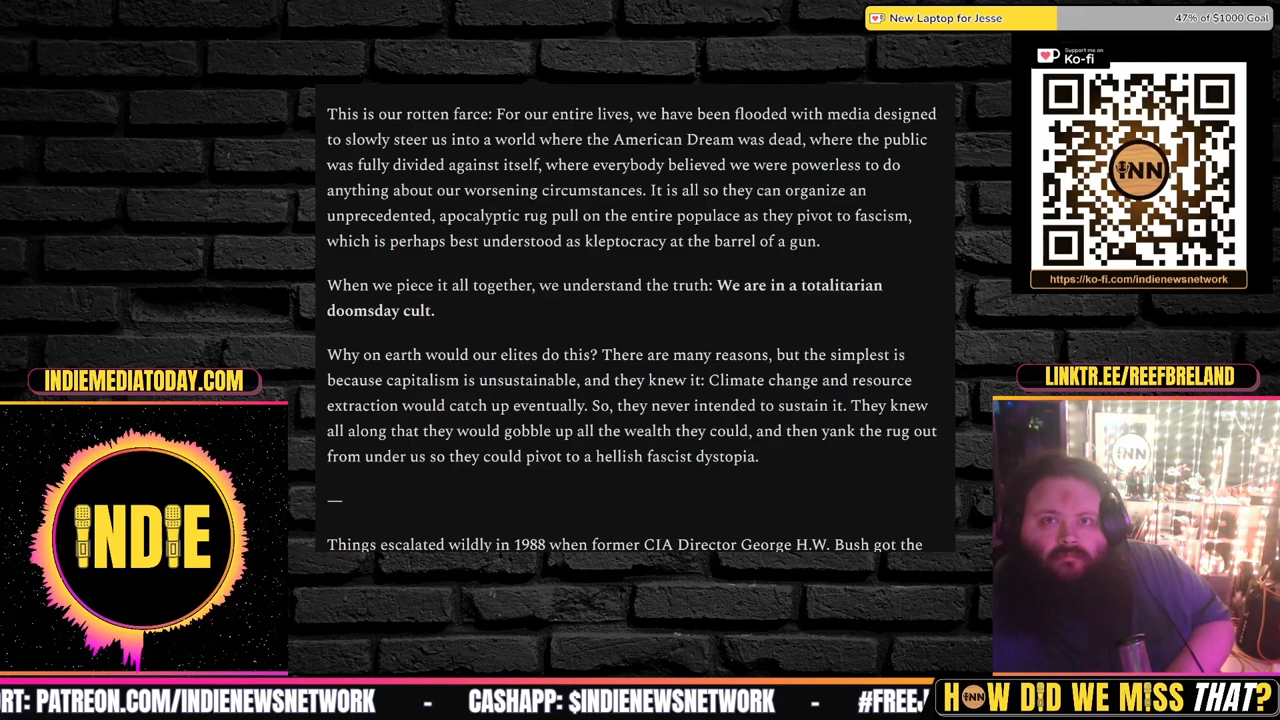 New Laptop for Jesse
47% of $1000 Goal
Support me on
Ko-fi
iNN
https://ko-fi.com/indienewsnetwork
This is our rotten farce: For our entire lives, we have been flooded with media designed
to slowly steer us into a world where the American Dream was dead, where the public
was fully divided against itself, where everybody believed we were powerless to do
anything about our worsening circumstances. It is all so they can organize an
unprecedented, apocalyptic rug pull on the entire populace as they pivot to fascism,
which is perhaps best understood as kleptocracy at the barrel of a gun.
When we piece it all together, we understand the truth: We are in a totalitarian
doomsday cult.
Why on earth would our elites do this? There are many reasons, but the simplest is
because capitalism is unsustainable, and they knew it: Climate change and resource
extraction would catch up eventually. So, they never intended to sustain it. They knew
all along that they would gobble up all the wealth they could, and then yank the rug out
from under us so they could pivot to a hellish fascist dystopia.
—
Things escalated wildly in 1988 when former CIA Director George H.W. Bush got the
INDIEMEDIATODAY.COM
INDIE
LINKTR.EE/REEFBRELAND
iNN
RT: PATREON.COM/INDIENEWSNETWORK - CASHAPP: $INDIENEWSNETWORK - #FREEJ
HOW DID WE MISS THAT?